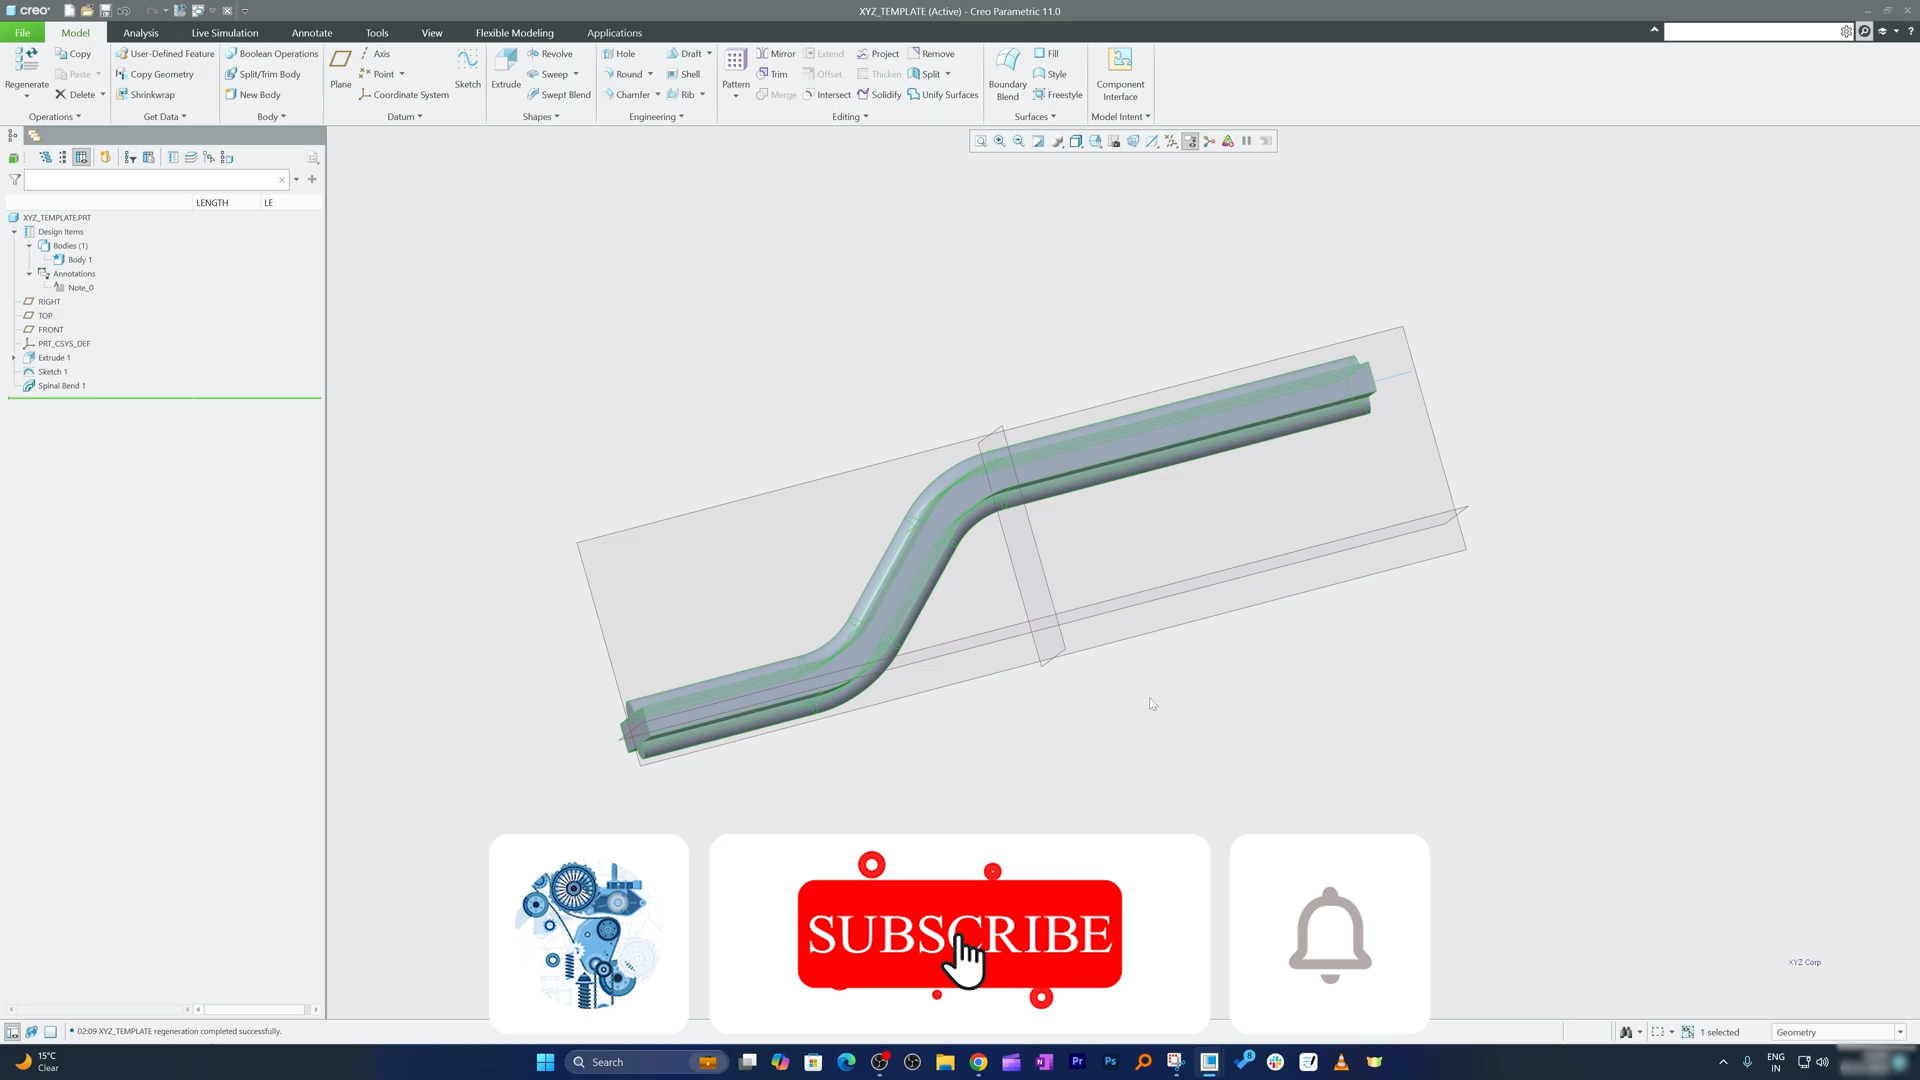 creo
XYZ_TEMPLATE (Active) - Creo Parametric 11.0
File Model Analysis Live Simulation Annotate Tools View Flexible Modeling Applications
Regenerate
Copy
Paste
Delete
Operations
User-Defined Feature
Copy Geometry
Shrinkwrap
Get Data
Boolean Operations
Split/Trim Body
New Body
Body
Plane
Axis
Point
Coordinate System
Sketch
Datum
Extrude
Revolve
Sweep
Swept Blend
Shapes
Hole
Round
Chamfer
Draft
Shell
Rib
Engineering
Pattern
Mirror
Trim
Merge
Extend
Offset
Intersect
Project
Thicken
Solidify
Remove
Split
Unify Surfaces
Editing
Boundary
Blend
Fill
Style
Freestyle
Surfaces
Component
Interface
Model Intent
LENGTH LE
XYZ_TEMPLATE.PRT
Design Items
Bodies (1)
Body 1
Annotations
Note_0
RIGHT
TOP
FRONT
PRT_CSYS_DEF
Extrude 1
Sketch 1
Spinal Bend 1
SUBSCRIBE
XYZ Corp
02:09 XYZ_TEMPLATE regeneration completed successfully.
1 selected
Geometry
15°C
Clear
Search
Pr
Ps
8
ENG
IN